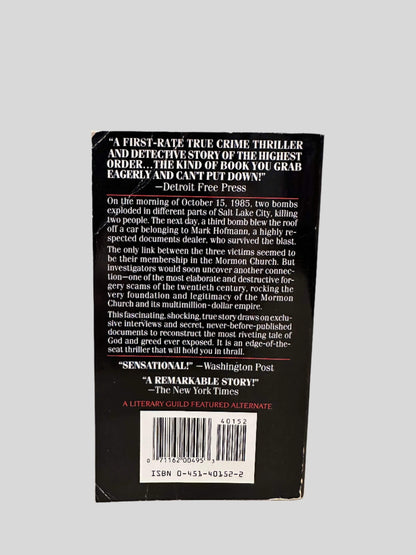 "A FIRST-RATE TRUE CRIME THRILLER
AND DETECTIVE STORY OF THE HIGHEST
ORDER...THE KIND OF BOOK YOU GRAB
EAGERLY AND CAN'T PUT DOWN!"
—Detroit Free Press
On the morning of October 15, 1985, two bombs
exploded in different parts of Salt Lake City, killing
two people. The next day, a third bomb blew the roof
off a car belonging to Mark Hofmann, a highly re-
spected documents dealer, who survived the blast.
The only link between the three victims seemed to
be their membership in the Mormon Church. But
investigators would soon uncover another connec-
tion—one of the most elaborate and destructive for-
gery scams of the twentieth century, rocking the
very foundation and legitimacy of the Mormon
Church and its multimillion-dollar empire.
This fascinating, shocking, true story draws on exclu-
sive interviews and secret, never-before-published
documents to reconstruct the most riveting tale of
God and greed ever exposed. It is an edge-of-the-
seat thriller that will hold you in thrall.
"SENSATIONAL!" —Washington Post
"A REMARKABLE STORY!"
—The New York Times
A LITERARY GUILD FEATURED ALTERNATE
40152
0 71162 00495 3
ISBN 0-451-40152-2